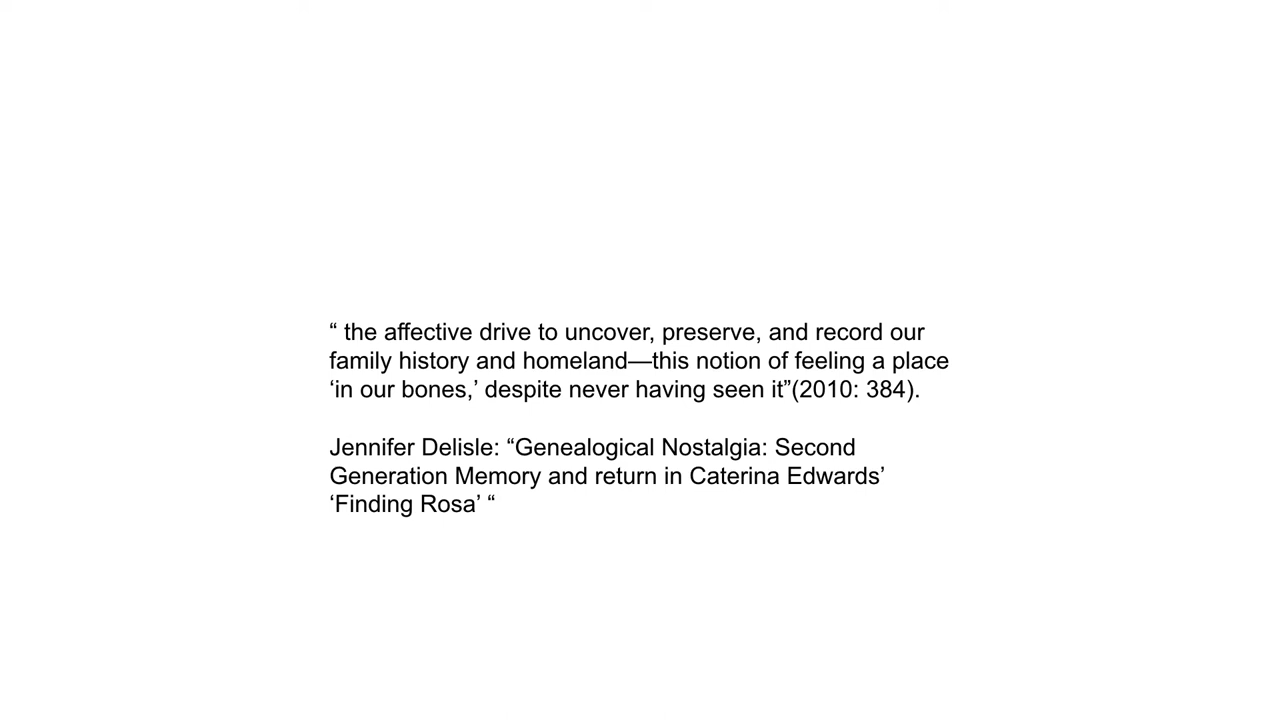 “ the affective drive to uncover, preserve, and record our
family history and homeland—this notion of feeling a place
‘in our bones,’ despite never having seen it”(2010: 384).
Jennifer Delisle: “Genealogical Nostalgia: Second
Generation Memory and return in Caterina Edwards’
‘Finding Rosa’ “